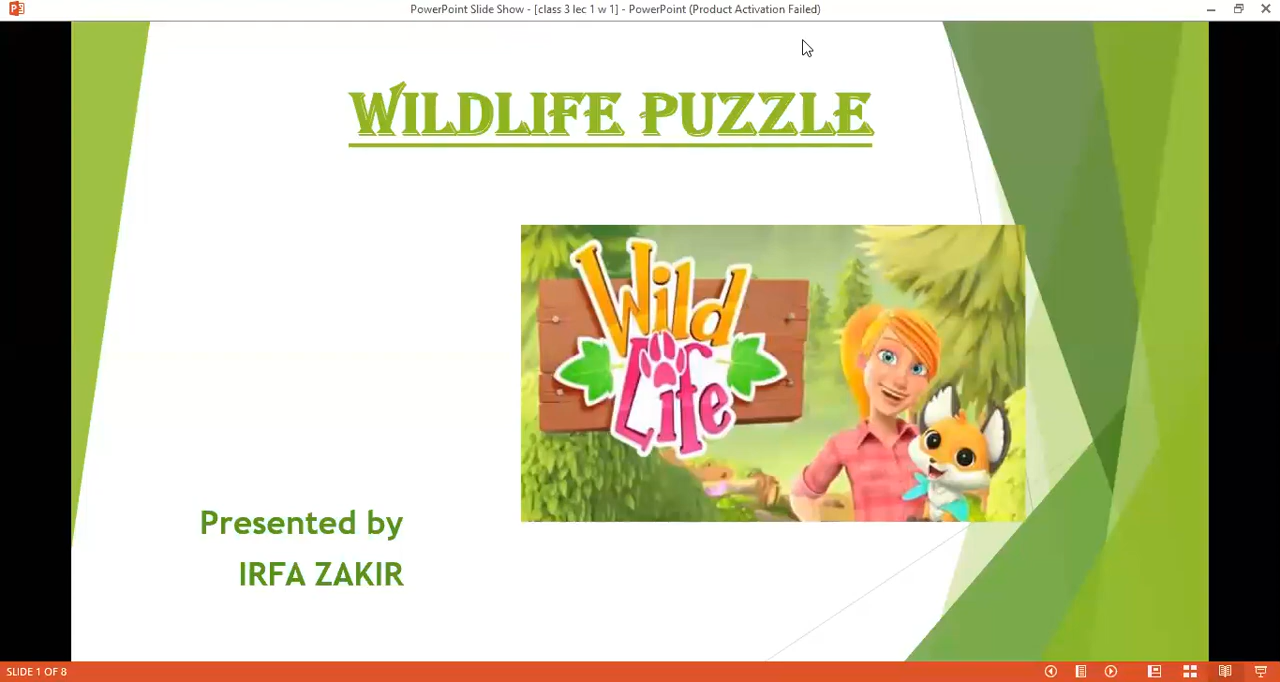 PowerPoint Slide Show - [class 3 lec 1 w 1] - PowerPoint (Product Activation Failed)
WILDLIFE PUZZLE
Wild
Life
Presented by
IRFA ZAKIR
SLIDE 1 OF 8